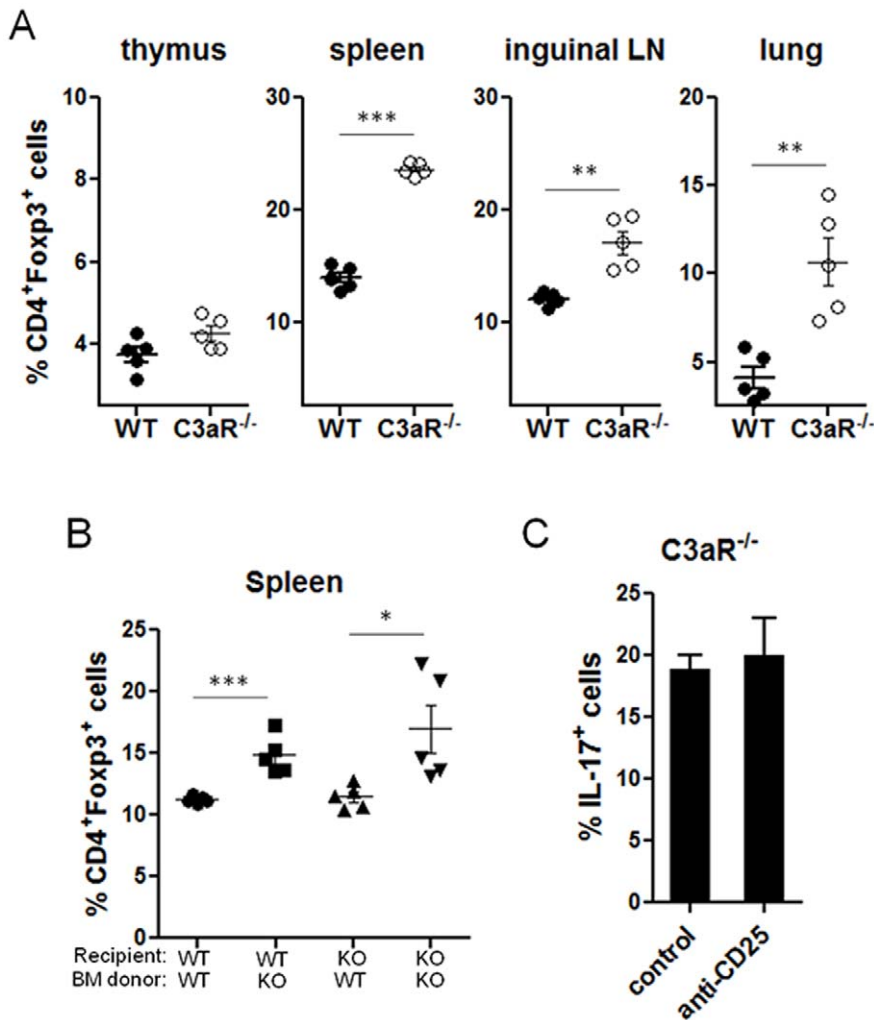 A
thymus
spleen
inguinal LN
lung
% CD4+Foxp3+ cells
10
8
6
4
WT C3aR-/-
30
20
10
***
WT C3aR-/-
30
20
10
**
WT C3aR-/-
20
15
10
5
**
WT C3aR-/-
B
Spleen
% CD4+Foxp3+ cells
25
20
15
10
5
0
***
*
Recipient: WT WT KO KO
BM donor: WT KO WT KO
C
C3aR-/-
% IL-17+ cells
25
20
15
10
5
0
control
anti-CD25